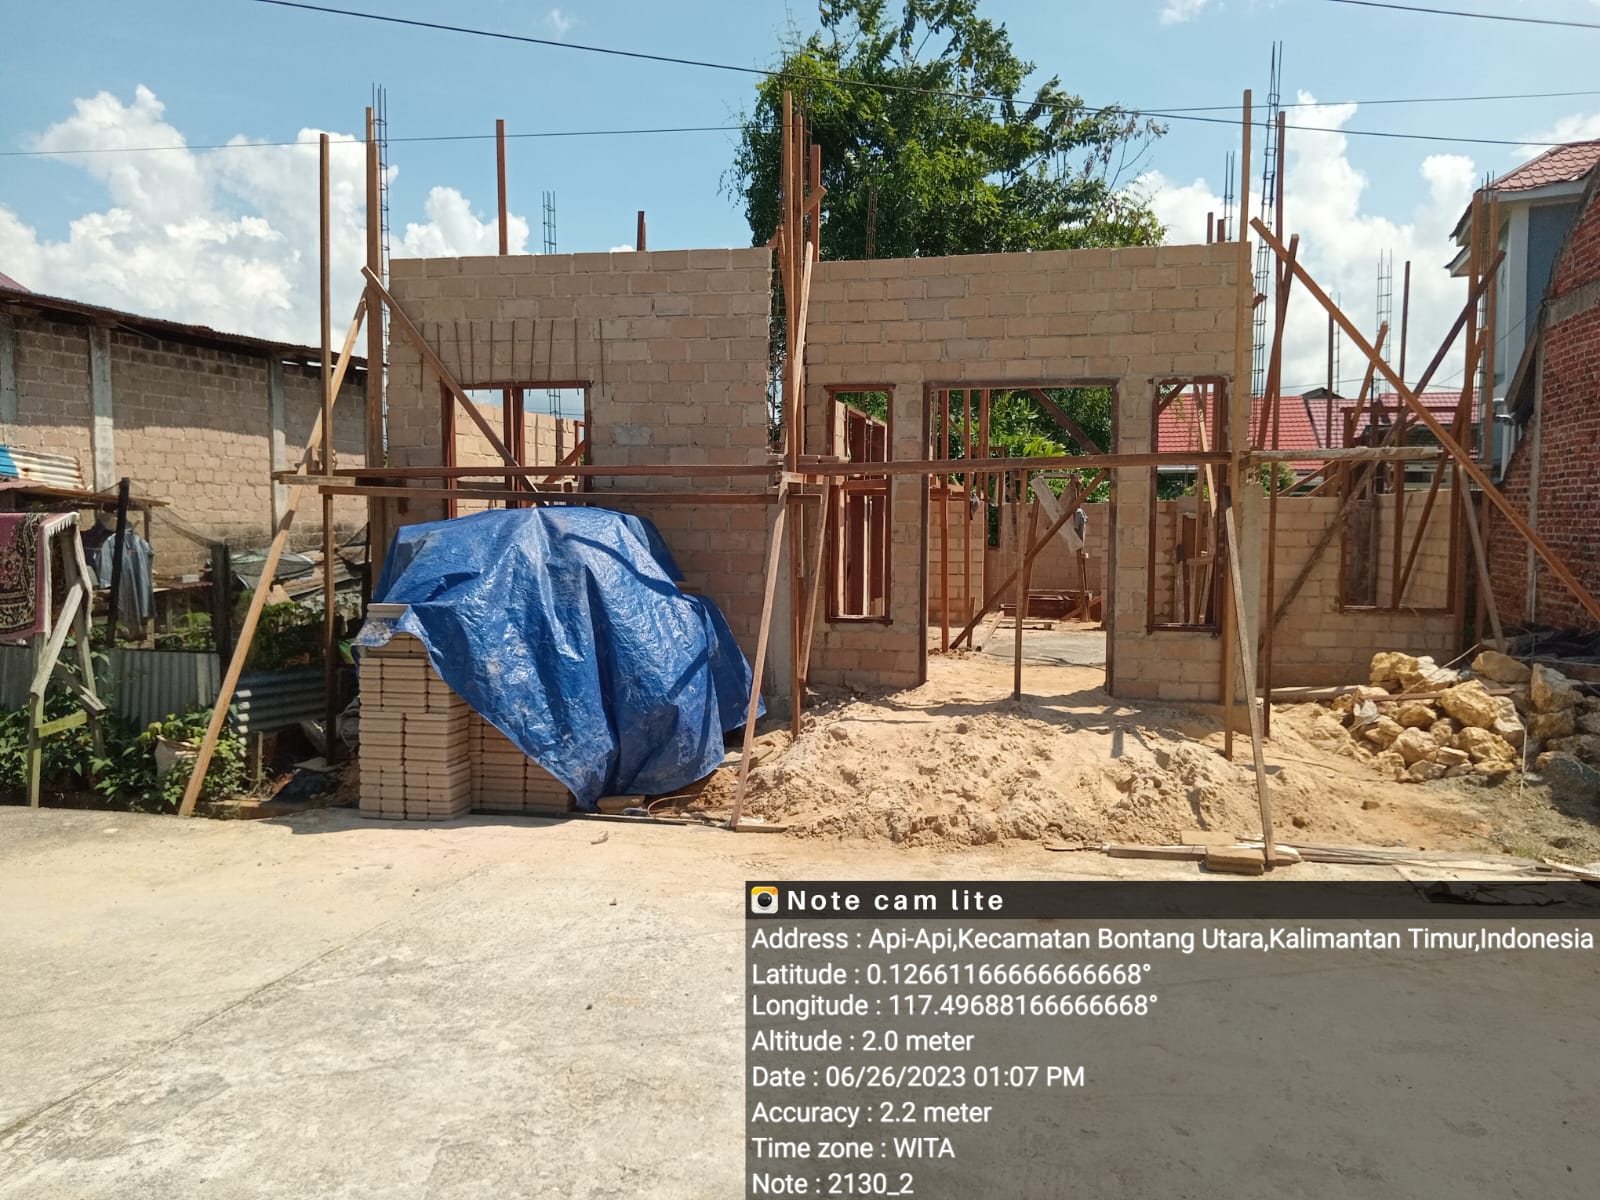 Note cam lite
Address : Api-Api,Kecamatan Bontang Utara,Kalimantan Timur,Indonesia
Latitude : 0.12661166666666668°
Longitude : 117.49688166666668°
Altitude : 2.0 meter
Date : 06/26/2023 01:07 PM
Accuracy : 2.2 meter
Time zone : WITA
Note : 2130_2